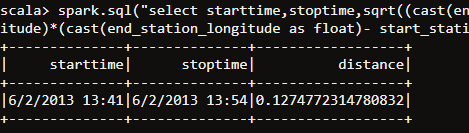 scala> spark.sql("select starttime,stoptime,sqrt((cast(en
itude)*(cast(end_station_longitude as float)- start_stati
+-------------+-------------+------------------+
|    starttime|     stoptime|          distance|
+-------------+-------------+------------------+
|6/2/2013 13:41|6/2/2013 13:54|0.1274772314780832|
+-------------+-------------+------------------+